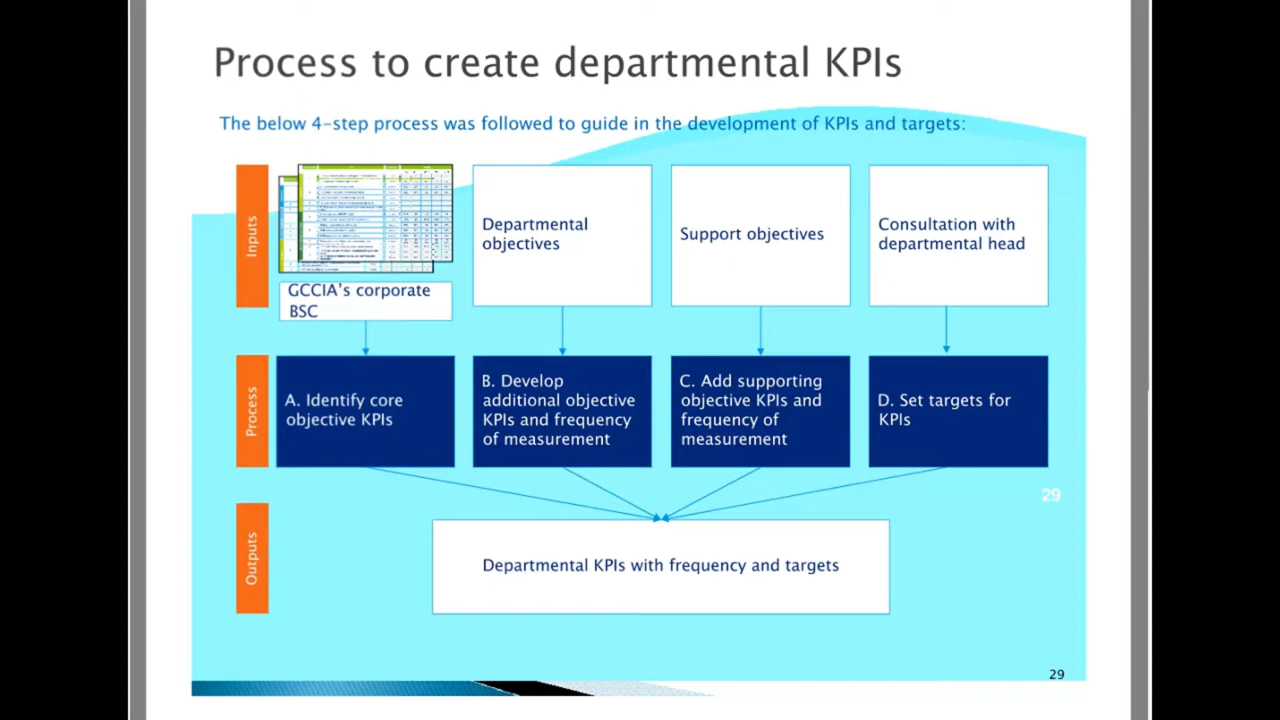 Process to create departmental KPIs
The below 4-step process was followed to guide in the development of KPIs and targets:
Inputs
GCCIA's corporate
BSC
Departmental
objectives
Support objectives
Consultation with
departmental head
Process
A. Identify core
objective KPIs
B. Develop
additional objective
KPIs and frequency
of measurement
C. Add supporting
objective KPIs and
frequency of
measurement
D. Set targets for
KPIs
29
Outputs
Departmental KPIs with frequency and targets
29